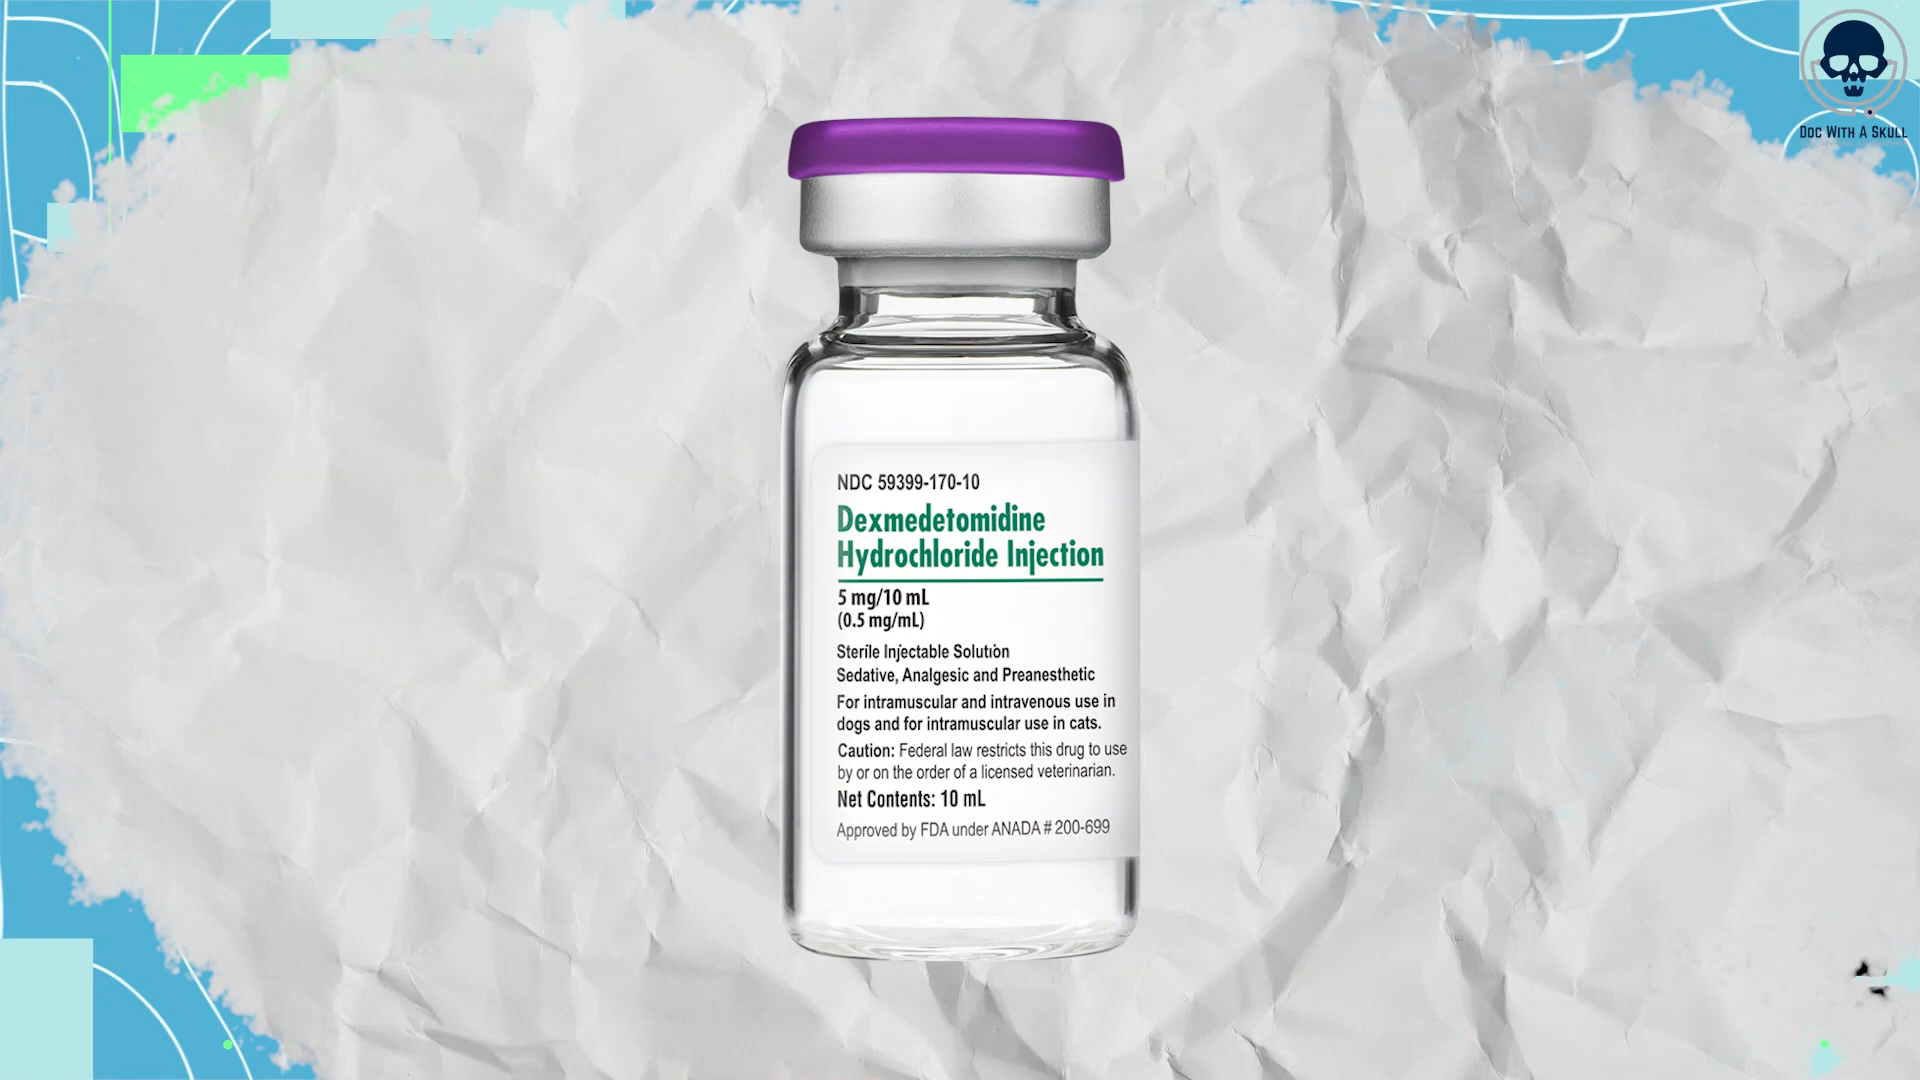 DOC WITH A SKULL
NDC 59399-170-10
Dexmedetomidine
Hydrochloride Injection
5 mg/10 mL
(0.5 mg/mL)
Sterile Injectable Solution
Sedative, Analgesic and Preanesthetic
For intramuscular and intravenous use in
dogs and for intramuscular use in cats.
Caution: Federal law restricts this drug to use
by or on the order of a licensed veterinarian.
Net Contents: 10 mL
Approved by FDA under ANADA # 200-699